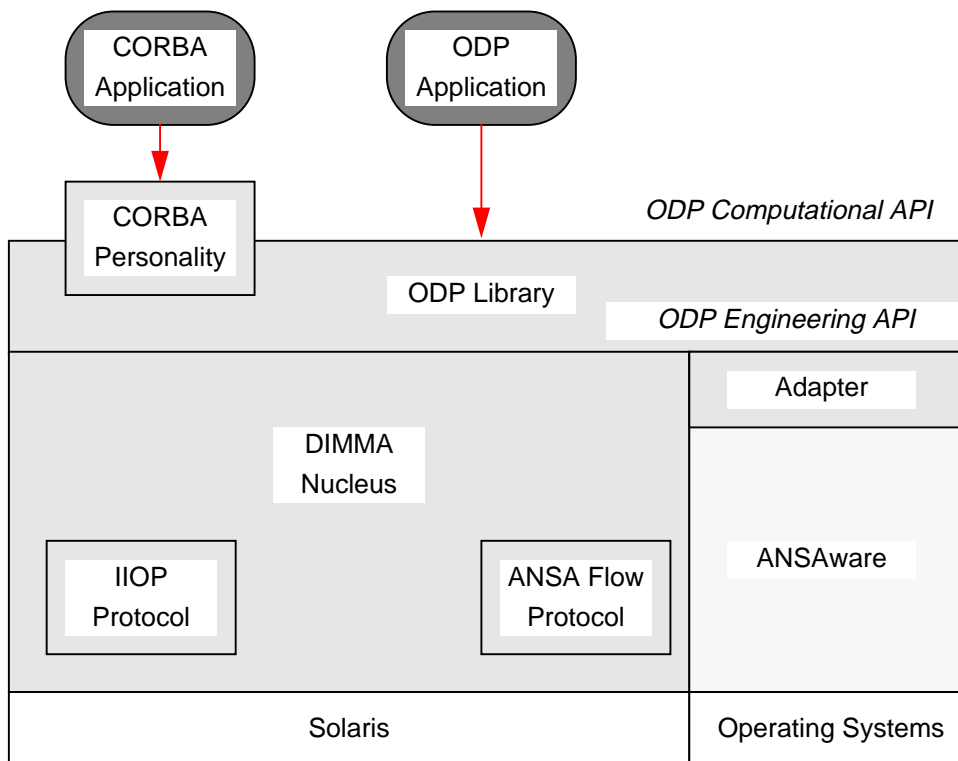 CORBA
Application
ODP
Application
CORBA
Personality
ODP Computational API
ODP Library
ODP Engineering API
Adapter
DIMMA
Nucleus
IIOP
Protocol
ANSA Flow
Protocol
ANSAware
Solaris
Operating Systems